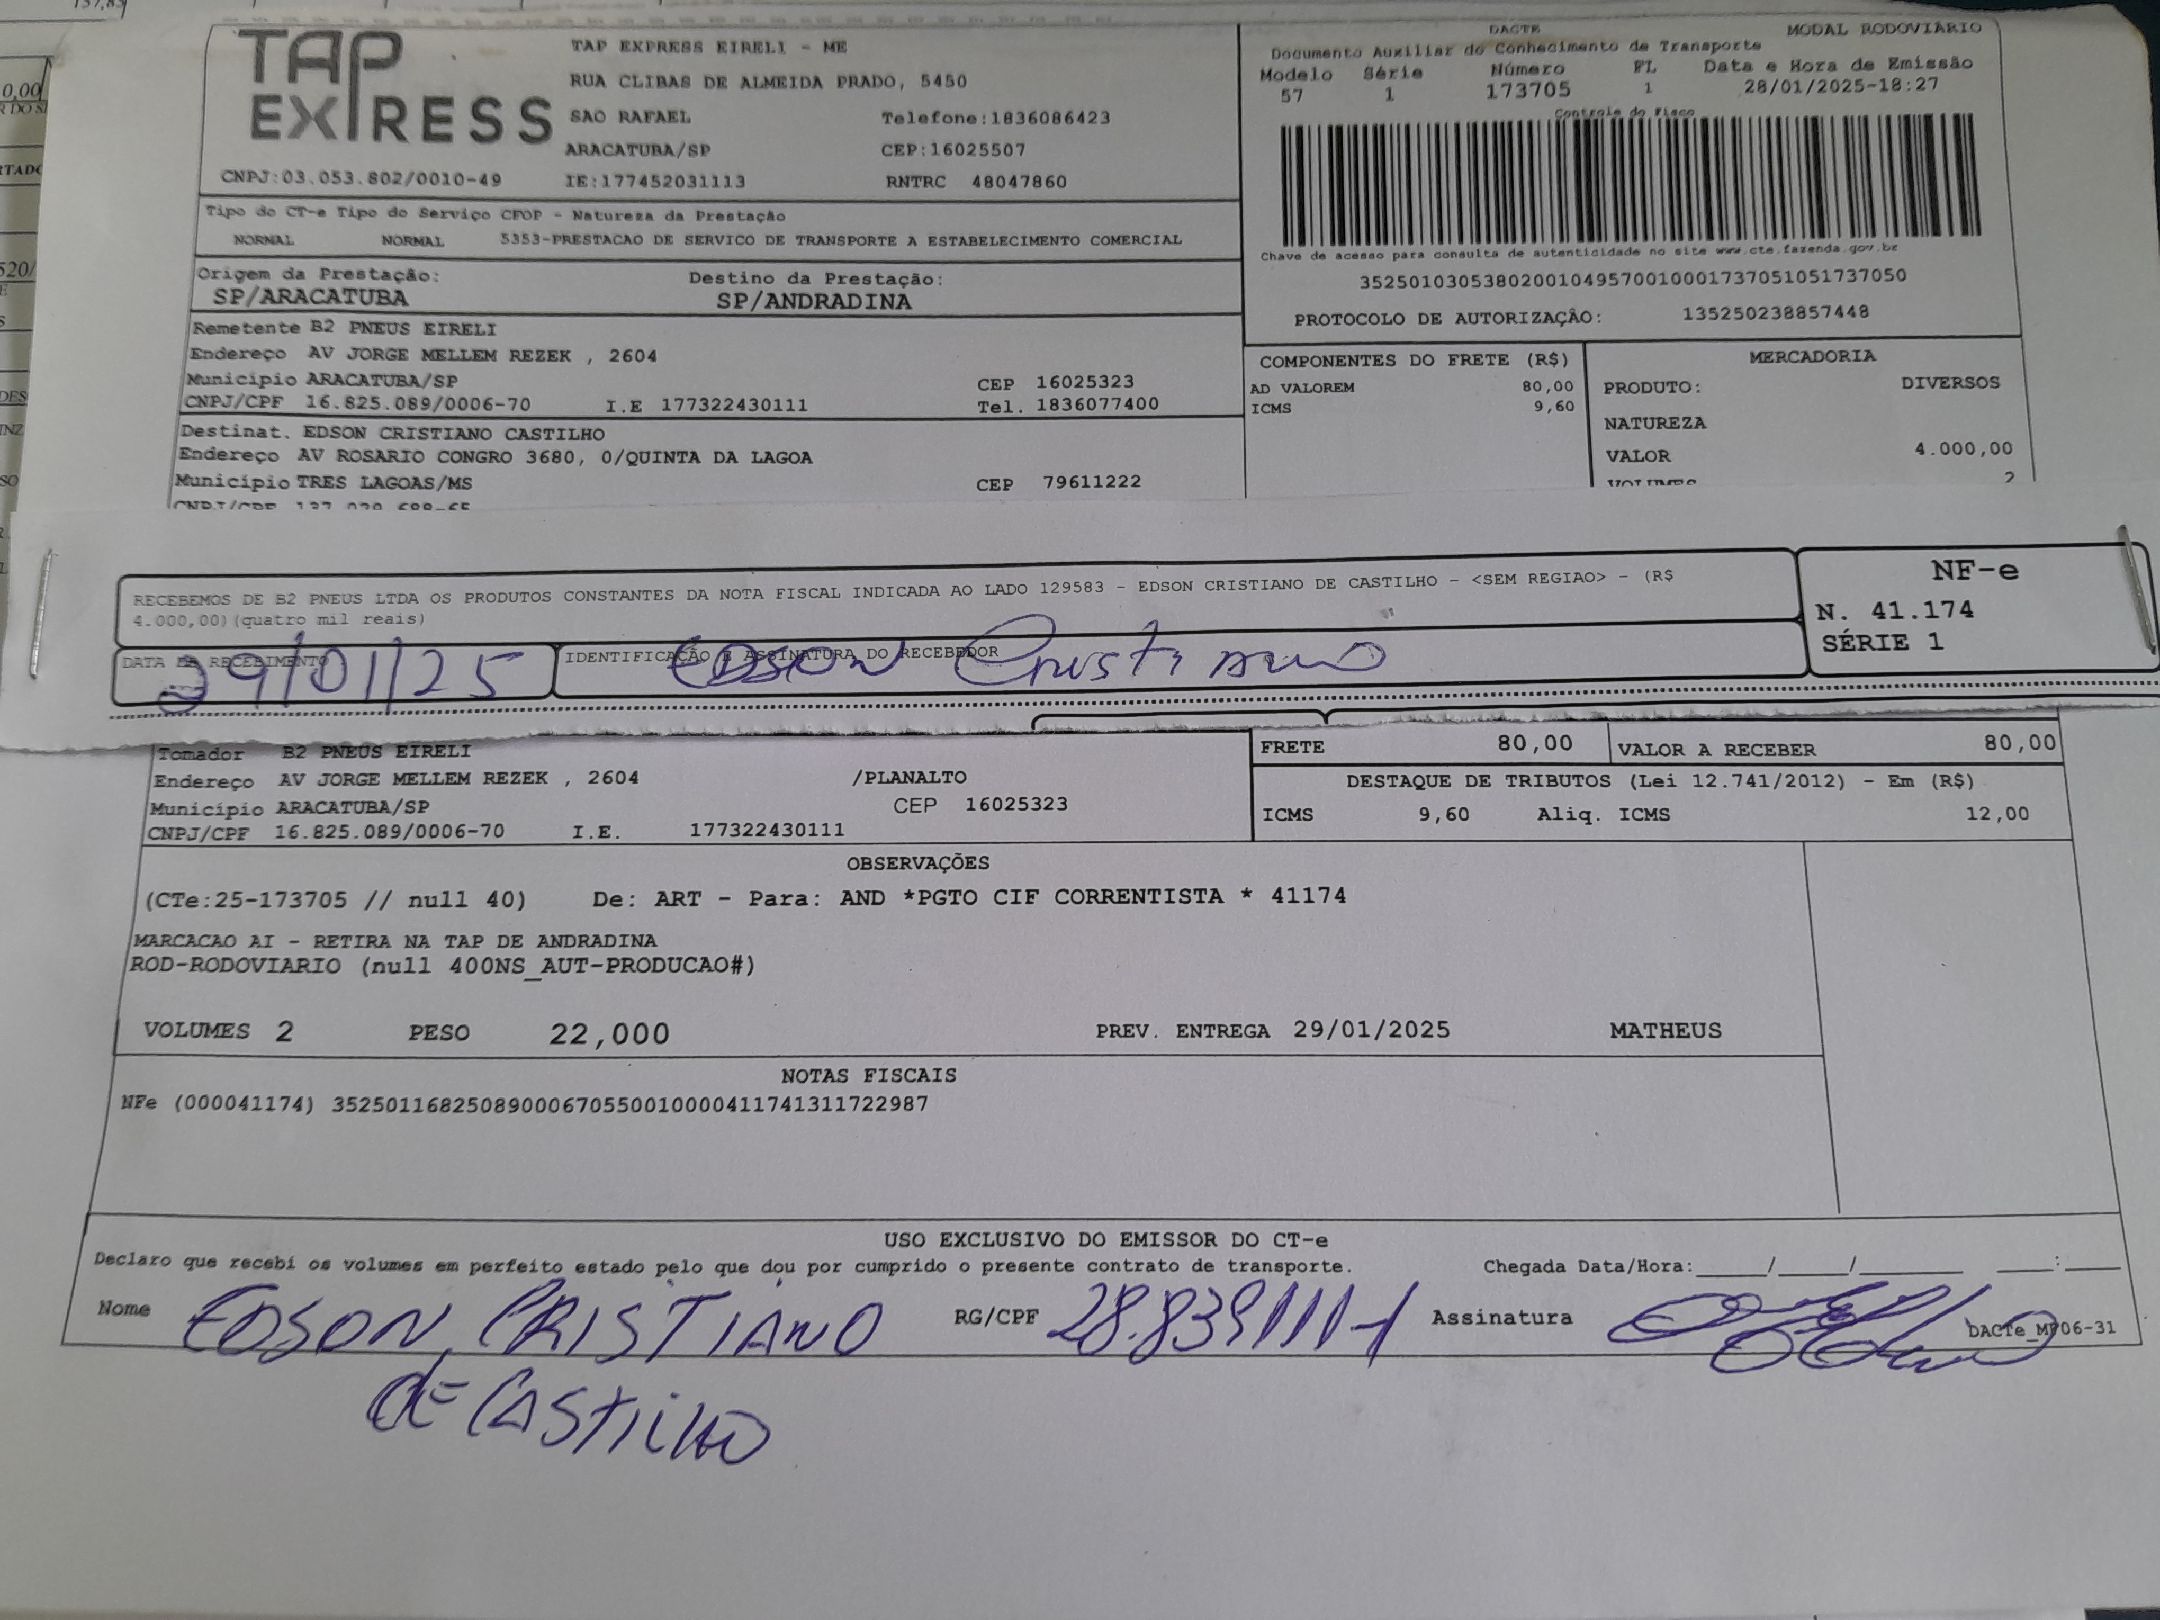 157,83
0,00
TAP EXPRESS
TAP EXPRESS EIRELI - ME
RUA CLIBAS DE ALMEIDA PRADO, 5450
SAO RAFAEL Telefone:1836086423
ARACATUBA/SP CEP:16025507
CNPJ:03.053.802/0010-49 IE:177452031113 RNTRC 48047860
DACTE MODAL RODOVIÁRIO
Documento Auxiliar do Conhecimento de Transporte
Modelo Série Número FL Data e Hora de Emissão
57 1 173705 1 28/01/2025-18:27
Controle do Fisco
Chave de acesso para consulta de autenticidade no site www.cte.fazenda.gov.br
35250103053802001049570010001737051051737050
PROTOCOLO DE AUTORIZAÇÃO: 135250238857448
Tipo do CT-e Tipo do Serviço CFOP - Natureza da Prestação
NORMAL NORMAL 5353-PRESTACAO DE SERVICO DE TRANSPORTE A ESTABELECIMENTO COMERCIAL
Origem da Prestação: Destino da Prestação:
SP/ARACATUBA SP/ANDRADINA
Remetente B2 PNEUS EIRELI
Endereço AV JORGE MELLEM REZEK , 2604
Município ARACATUBA/SP CEP 16025323
CNPJ/CPF 16.825.089/0006-70 I.E 177322430111 Tel. 1836077400
Destinat. EDSON CRISTIANO CASTILHO
Endereço AV ROSARIO CONGRO 3680, 0/QUINTA DA LAGOA
Município TRES LAGOAS/MS CEP 79611222
COMPONENTES DO FRETE (R$)
AD VALOREM 80,00
ICMS 9,60
MERCADORIA
PRODUTO: DIVERSOS
NATUREZA
VALOR 4.000,00
VOLUMES 2
RECEBEMOS DE B2 PNEUS LTDA OS PRODUTOS CONSTANTES DA NOTA FISCAL INDICADA AO LADO 129583 - EDSON CRISTIANO DE CASTILHO - <SEM REGIAO> - (R$
4.000,00)(quatro mil reais)
NF-e
N. 41.174
SÉRIE 1
DATA DE RECEBIMENTO IDENTIFICAÇÃO E ASSINATURA DO RECEBEDOR
29/01/25 EDSON Cristiano
Tomador B2 PNEUS EIRELI
Endereço AV JORGE MELLEM REZEK , 2604 /PLANALTO
Município ARACATUBA/SP CEP 16025323
CNPJ/CPF 16.825.089/0006-70 I.E. 177322430111
FRETE 80,00 VALOR A RECEBER 80,00
DESTAQUE DE TRIBUTOS (Lei 12.741/2012) - Em (R$)
ICMS 9,60 Aliq. ICMS 12,00
OBSERVAÇÕES
(CTe:25-173705 // null 40) De: ART - Para: AND *PGTO CIF CORRENTISTA * 41174
MARCACAO AI - RETIRA NA TAP DE ANDRADINA
ROD-RODOVIARIO (null 400NS_AUT-PRODUCAO#)
VOLUMES 2 PESO 22,000 PREV. ENTREGA 29/01/2025 MATHEUS
NOTAS FISCAIS
NFe (000041174) 35250116825089000670550010000411741311722987
USO EXCLUSIVO DO EMISSOR DO CT-e
Declaro que recebi os volumes em perfeito estado pelo que dou por cumprido o presente contrato de transporte. Chegada Data/Hora:____/____/______ ___:___
Nome EDSON CRISTIANO RG/CPF 28.8391111-1 Assinatura
DE CASTILHO
DACTe_MP06-31